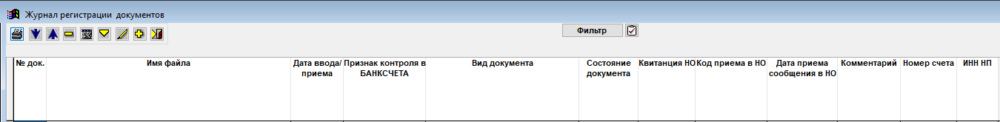 Журнал регистрации документов
Фильтр
№ док.
Имя файла
Дата ввода/
приема
Признак контроля в
БАНКСЧЕТА
Вид документа
Состояние
документа
Квитанция НО
Код приема в НО
Дата приема
сообщения в НО
Комментарий
Номер счета
ИНН НП